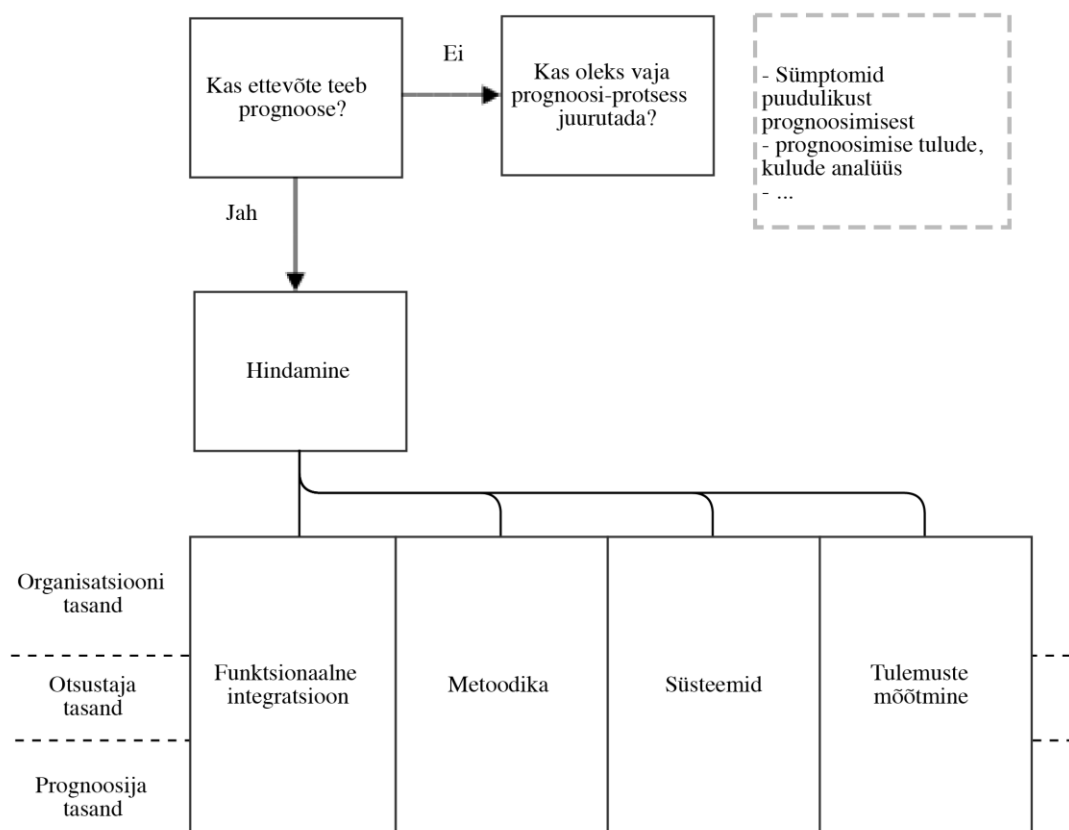 Kas ettevõte teeb
prognoose?
Ei
Kas oleks vaja
prognoosi-protsess
juurutada?
- Sümptomid
puudulikust
prognoosimisest
- prognoosimise tulude,
kulude analüüs
- ...
Jah
Hindamine
Organisatsiooni
tasand
Otsustaja
tasand
Prognoosija
tasand
Funktsionaalne
integratsioon
Metoodika
Süsteemid
Tulemuste
mõõtmine